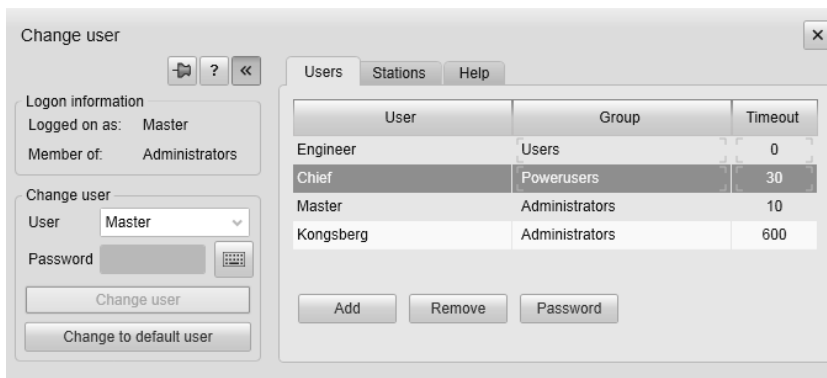 Change user
?
«
Logon information
Logged on as: Master
Member of: Administrators
Change user
User Master
Password
Change user
Change to default user
Users Stations Help
User Group Timeout
Engineer Users 0
Chief Powerusers 30
Master Administrators 10
Kongsberg Administrators 600
Add Remove Password